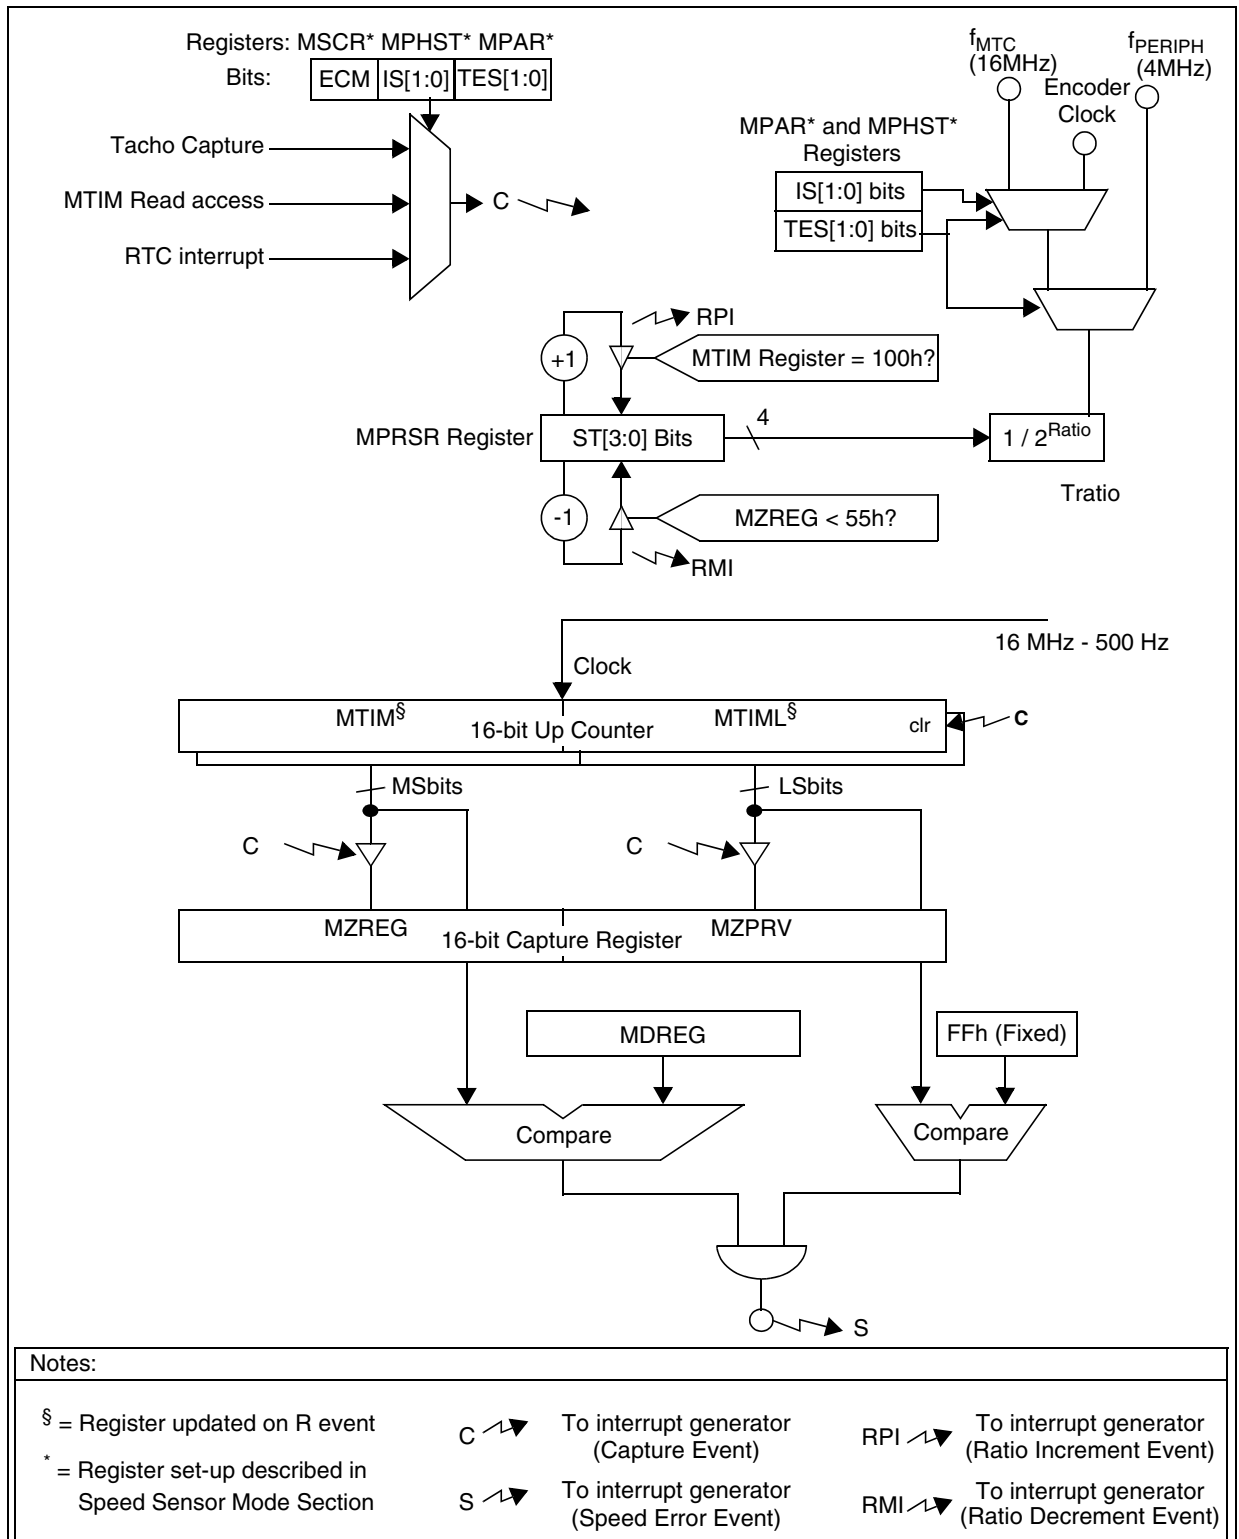 Registers: MSCR* MPHST* MPAR*
Bits: ECM IS[1:0] TES[1:0]
Tacho Capture
MTIM Read access
RTC interrupt
C
fMTC
(16MHz)
fPERIPH
(4MHz)
Encoder
Clock
MPAR* and MPHST*
Registers
IS[1:0] bits
TES[1:0] bits
RPI
+1
MTIM Register = 100h?
MPRSR Register
ST[3:0] Bits
4
1 / 2Ratio
Tratio
-1
MZREG < 55h?
RMI
16 MHz - 500 Hz
Clock
MTIM§
MTIML§
16-bit Up Counter
clr
C
MSbits
LSbits
C
C
MZREG
MZPRV
16-bit Capture Register
MDREG
FFh (Fixed)
Compare
Compare
S
Notes:
§ = Register updated on R event
* = Register set-up described in
Speed Sensor Mode Section
C
To interrupt generator
(Capture Event)
S
To interrupt generator
(Speed Error Event)
RPI
To interrupt generator
(Ratio Increment Event)
RMI
To interrupt generator
(Ratio Decrement Event)